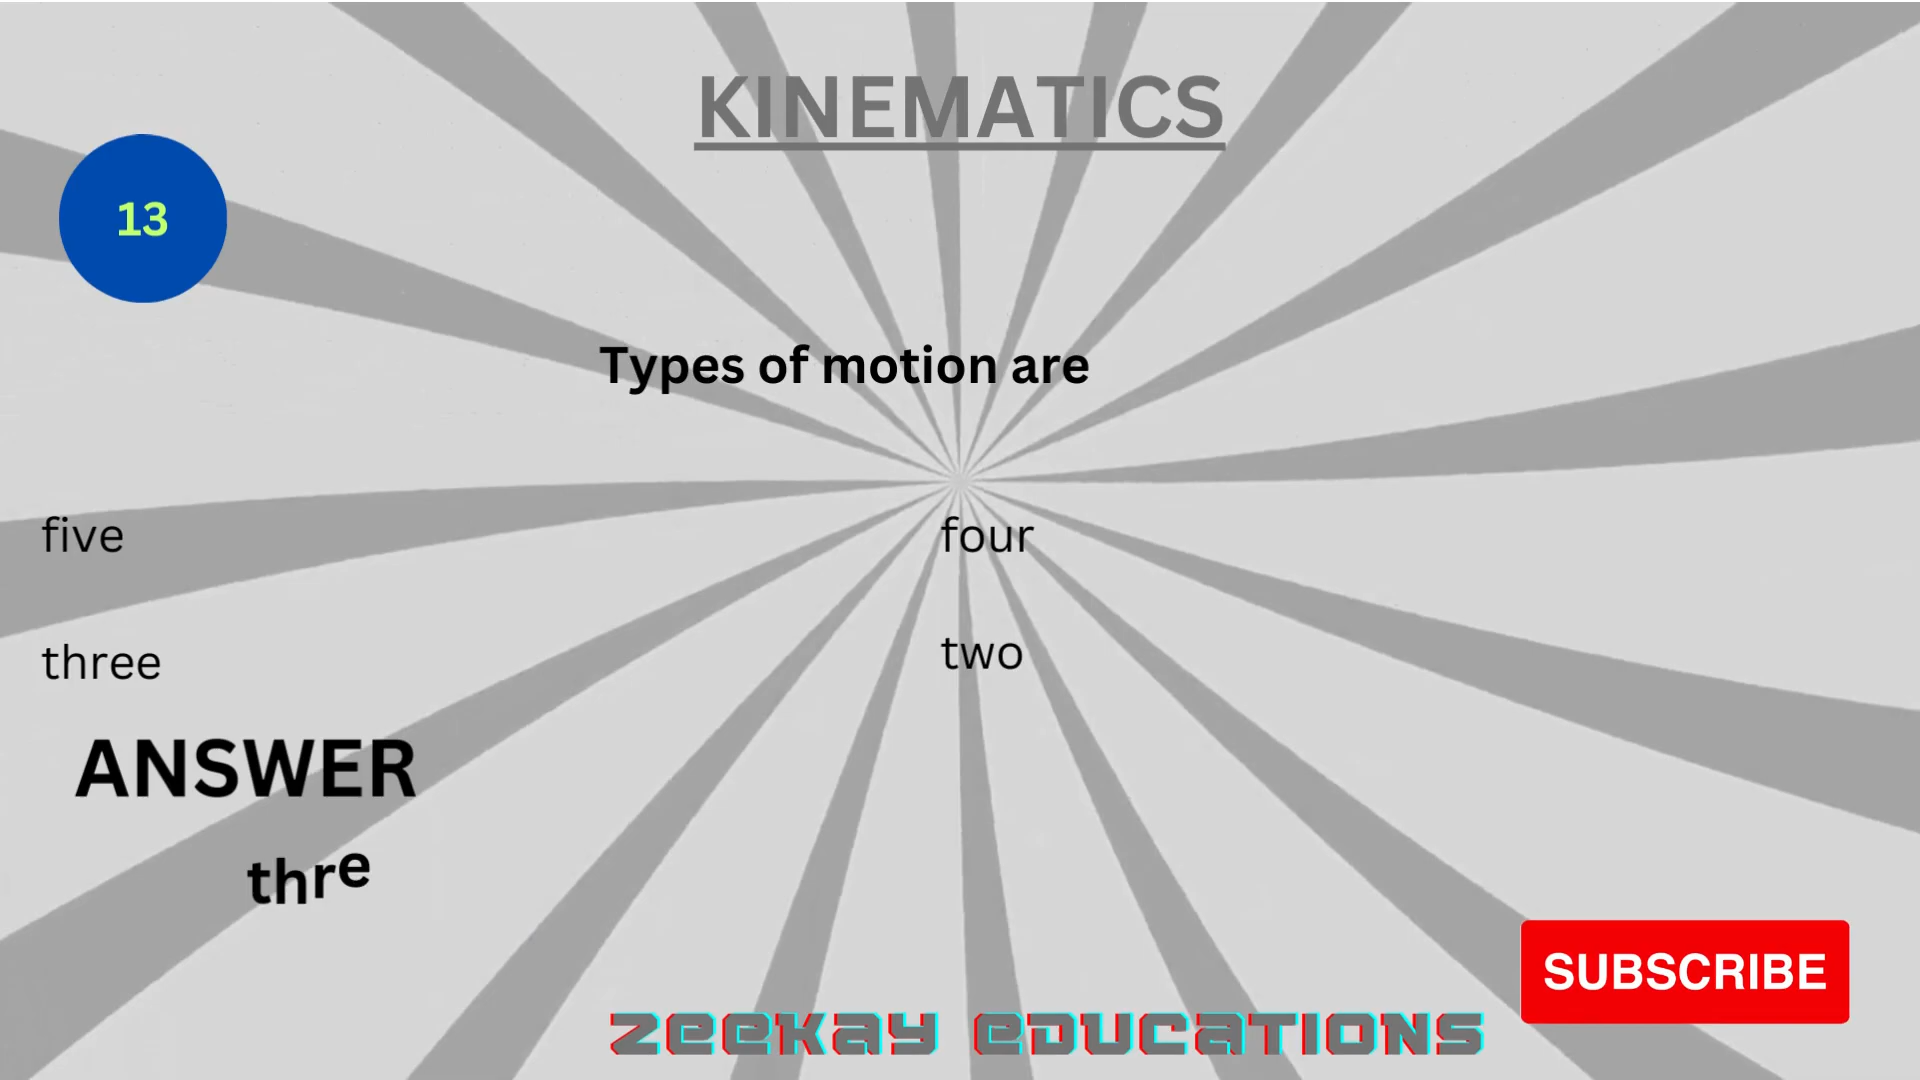 KINEMATICS
13
Types of motion are
five
four
three
two
ANSWER
thre
SUBSCRIBE
ZEEKAY EDUCATIONS